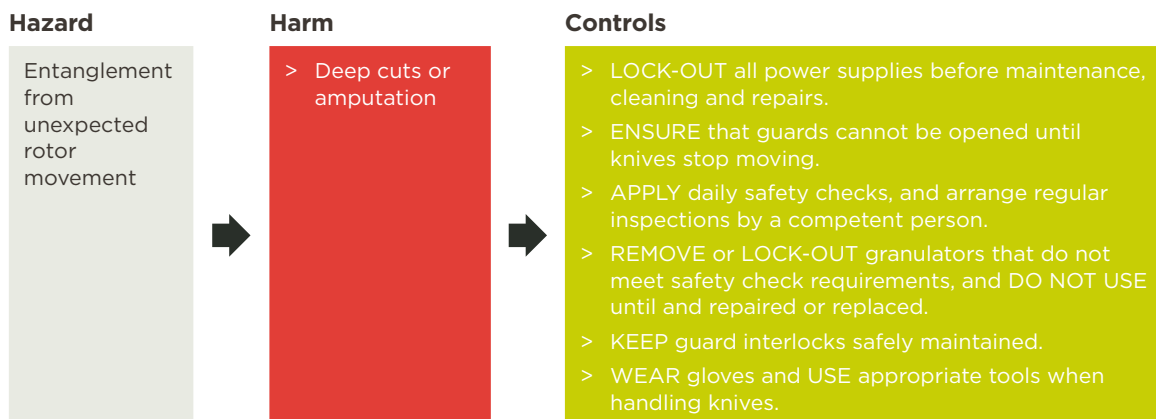 Hazard
Entanglement
from
unexpected
rotor
movement
Harm
> Deep cuts or
amputation
Controls
> LOCK-OUT all power supplies before maintenance,
cleaning and repairs.
> ENSURE that guards cannot be opened until
knives stop moving.
> APPLY daily safety checks, and arrange regular
inspections by a competent person.
> REMOVE or LOCK-OUT granulators that do not
meet safety check requirements, and DO NOT USE
until and repaired or replaced.
> KEEP guard interlocks safely maintained.
> WEAR gloves and USE appropriate tools when
handling knives.